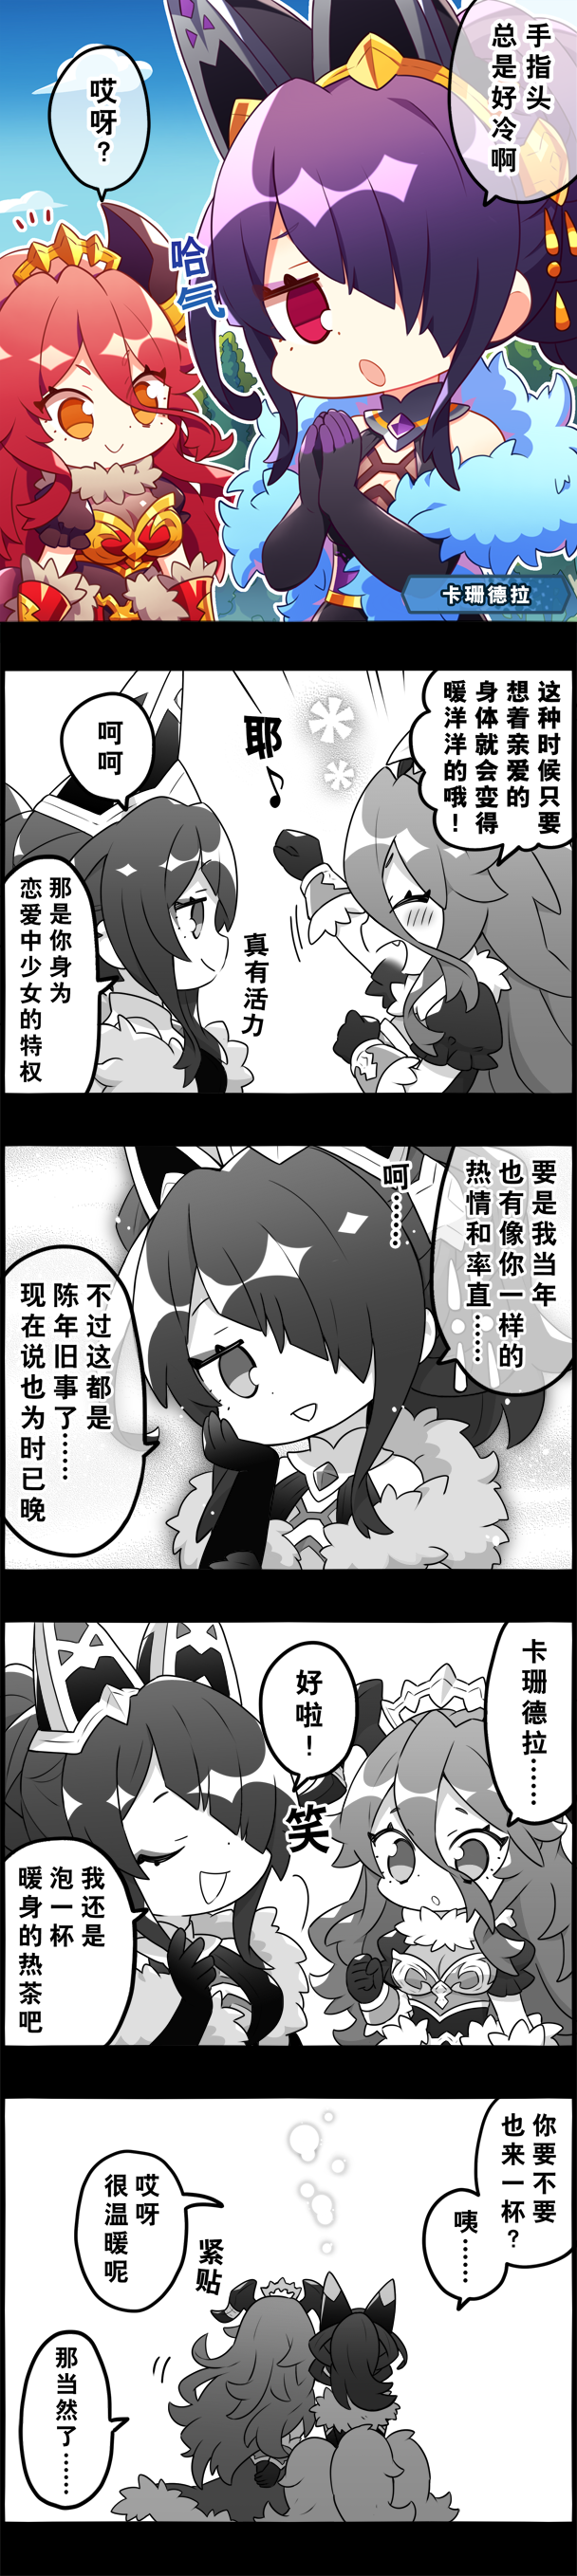 手指头
总是好冷啊
哎呀？
哈气
卡珊德拉
这种时候只要
想着亲爱的
身体就会变得
暖洋洋的哦！
耶♪
呵呵
真有活力
那是你身为
恋爱中少女的特权
要是我当年
也有像你一样的
热情和率直……
呵……
不过这都是
陈年旧事了……
现在说也为时已晚
卡珊德拉……
好啦！
笑
我还是
泡一杯
暖身的热茶吧
你要不要
也来一杯？
咦……
紧贴
哎呀
很温暖呢
那当然了……